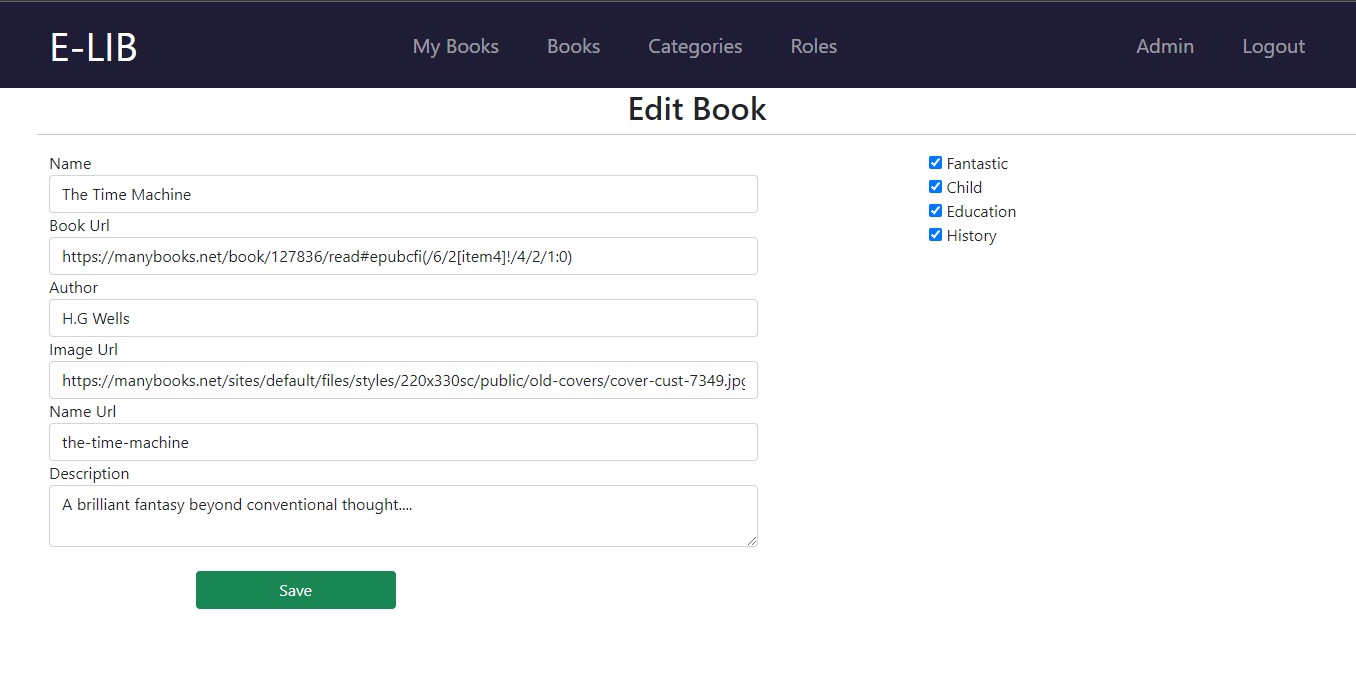 E-LIB My Books Books Categories Roles Admin Logout
Edit Book
Name
The Time Machine
Book Url
https://manybooks.net/book/127836/read#epubcfi(/6/2[item4]!/4/2/1:0)
Author
H.G Wells
Image Url
https://manybooks.net/sites/default/files/styles/220x330sc/public/old-covers/cover-cust-7349.jpg
Name Url
the-time-machine
Description
A brilliant fantasy beyond conventional thought....
Save
Fantastic
Child
Education
History